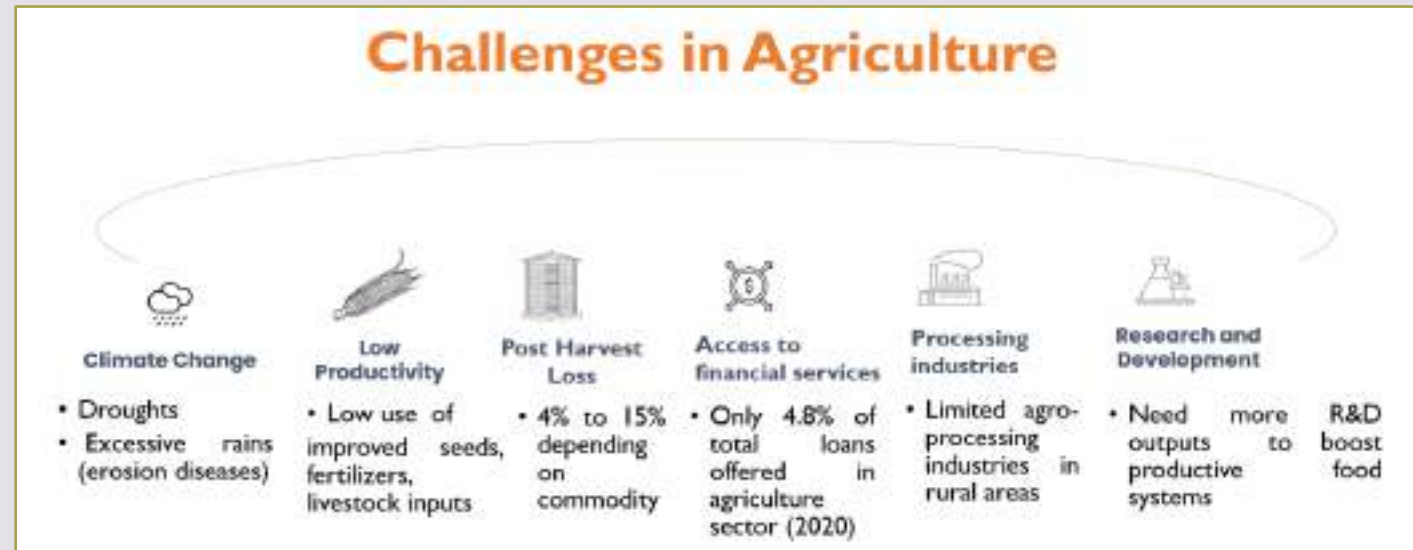 Challenges in Agriculture
Climate Change
• Droughts
• Excessive rains
(erosion diseases)
Low
Productivity
• Low use of
improved seeds,
fertilizers,
livestock inputs
Post Harvest
Loss
• 4% to 15%
depending
on
commodity
Access to
financial services
• Only 4.8% of
total loans
offered in
agriculture
sector (2020)
Processing
industries
• Limited agro-
processing
industries in
rural areas
Research and
Development
• Need more R&D
outputs to boost
productive food
systems